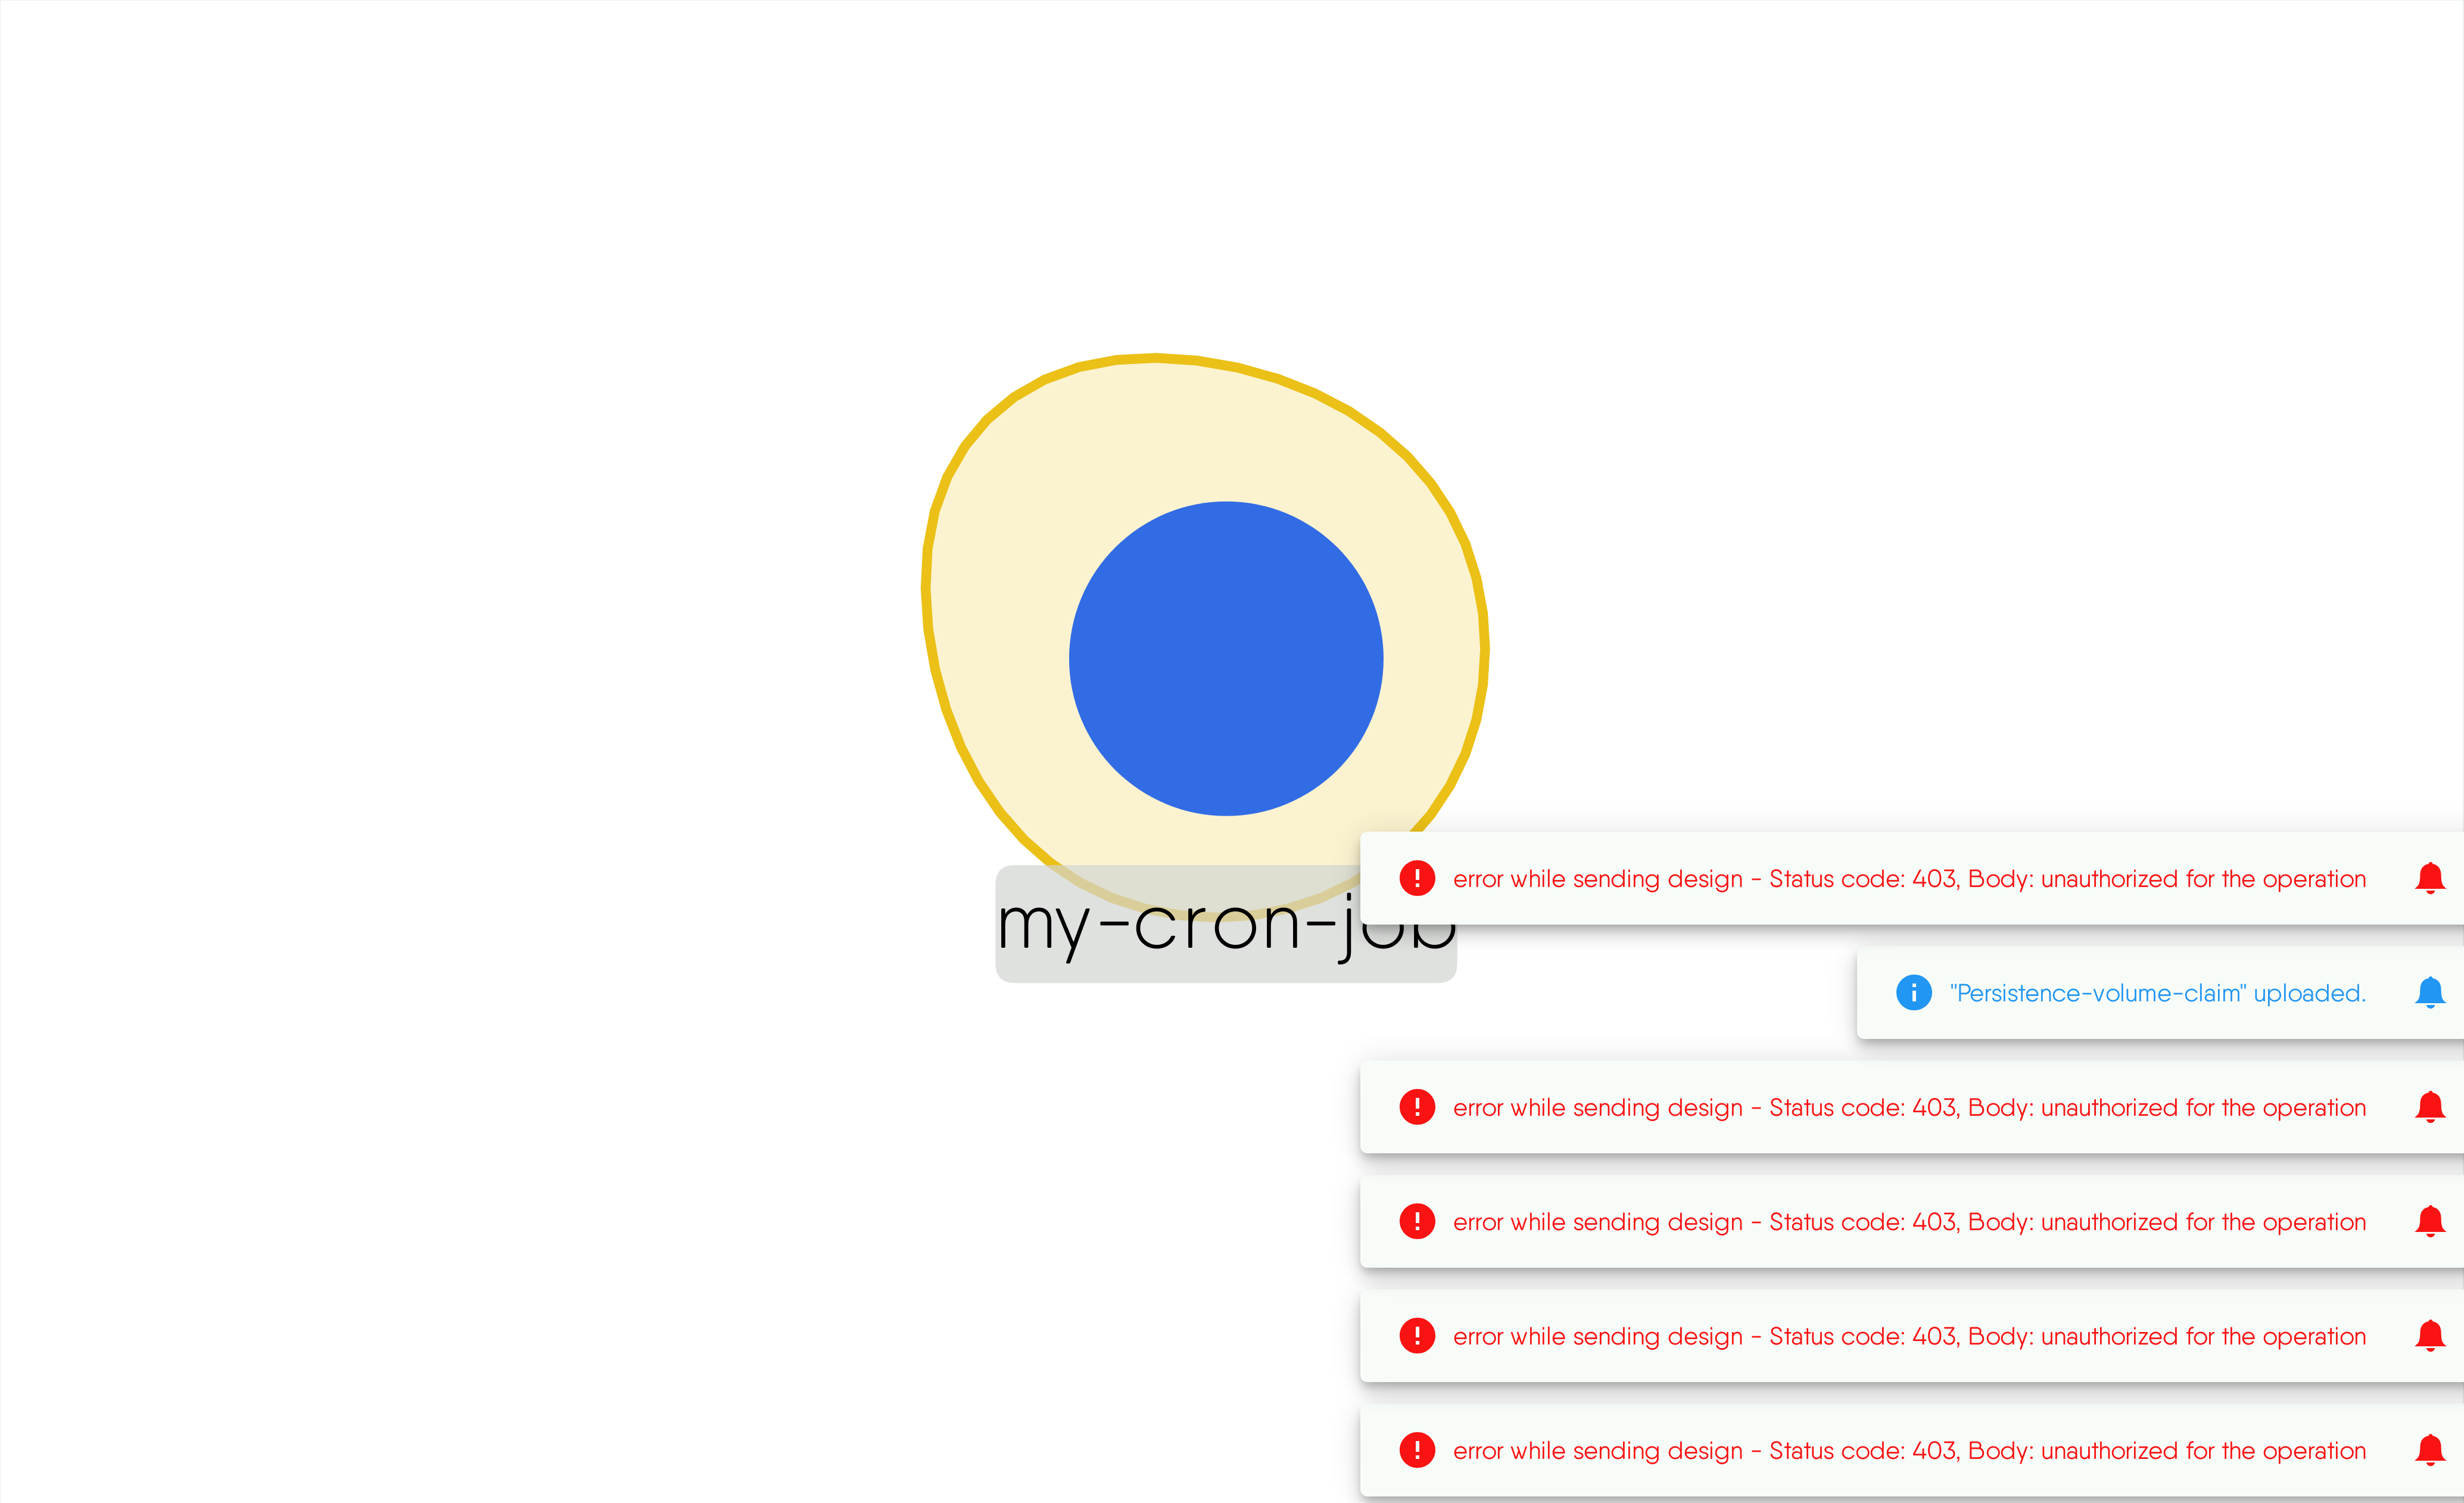 my-cron-job
error while sending design - Status code: 403, Body: unauthorized for the operation
"Persistence-volume-claim" uploaded.
error while sending design - Status code: 403, Body: unauthorized for the operation
error while sending design - Status code: 403, Body: unauthorized for the operation
error while sending design - Status code: 403, Body: unauthorized for the operation
error while sending design - Status code: 403, Body: unauthorized for the operation